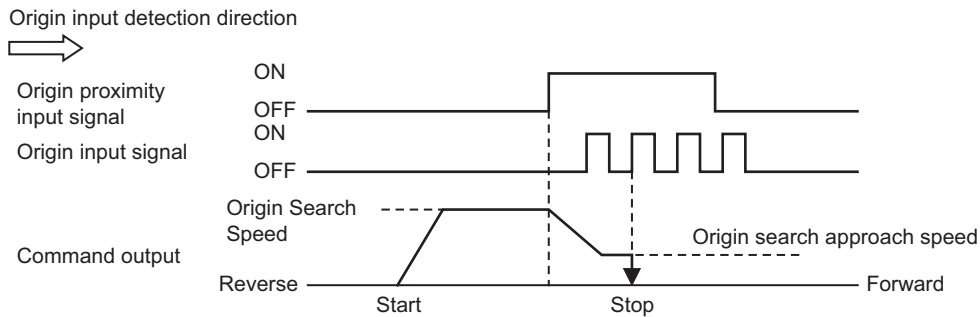 Origin input detection direction
ON
Origin proximity
input signal
OFF
ON
Origin input signal
OFF
Origin Search
Speed
Origin search approach speed
Command output
Reverse
Forward
Start
Stop